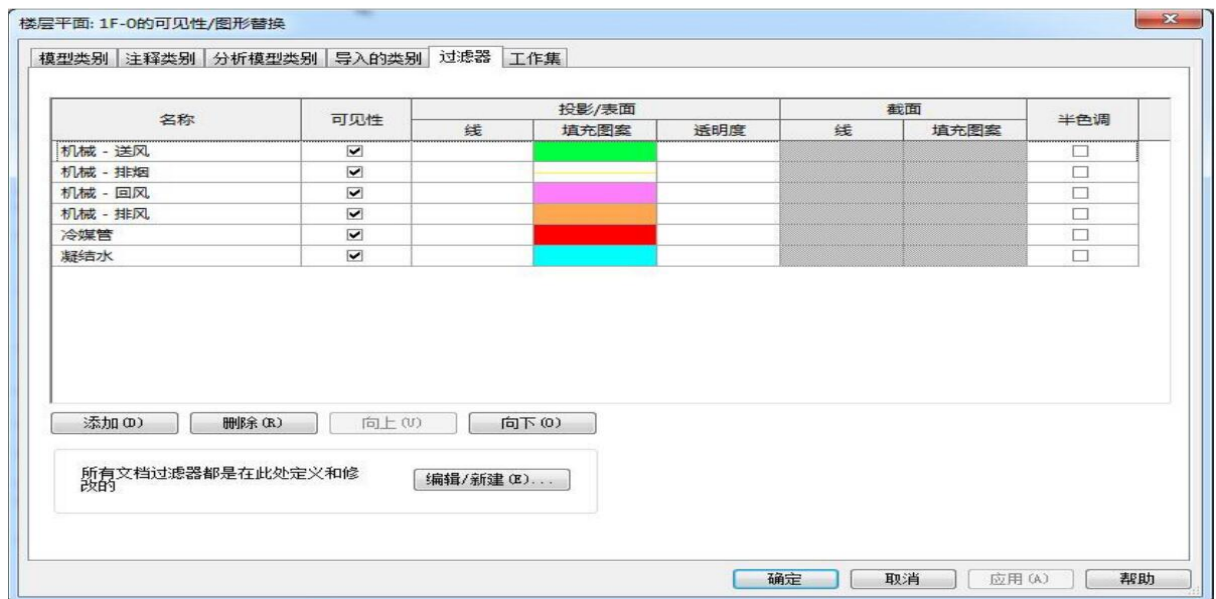 楼层平面: 1F-0的可见性/图形替换
模型类别 注释类别 分析模型类别 导入的类别 过滤器 工作集
名称 可见性 投影/表面 截面 半色调
线 填充图案 透明度 线 填充图案
机械 - 送风
机械 - 排烟
机械 - 回风
机械 - 排风
冷媒管
凝结水
添加(D) 删除(R) 向上(U) 向下(O)
所有文档过滤器都是在此处定义和修
改的
编辑/新建(E)...
确定 取消 应用(A) 帮助